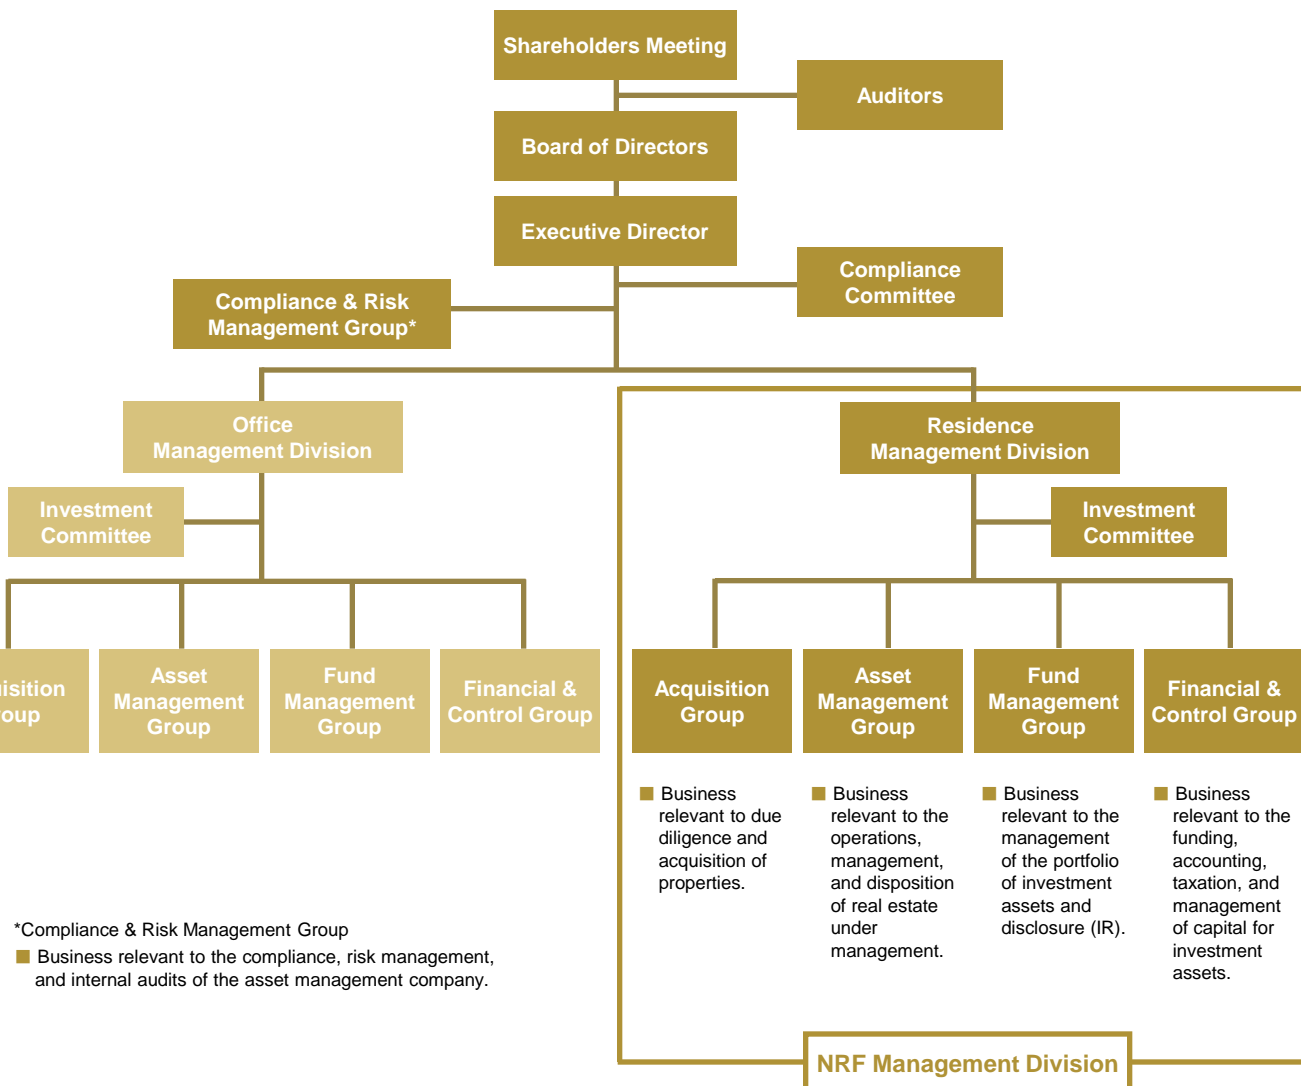 Shareholders Meeting
Auditors
Board of Directors
Executive Director
Compliance
Committee
Compliance & Risk
Management Group*
Office
Management Division
Residence
Management Division
Investment
Committee
Investment
Committee
Asset
Management
Group
Fund
Management
Group
Financial &
Control Group
Acquisition
Group
Asset
Management
Group
Fund
Management
Group
Financial &
Control Group
Business
relevant to due
diligence and
acquisition of
properties.
Business
relevant to the
operations,
management,
and disposition
of real estate
under
management.
Business
relevant to the
management
of the portfolio
of investment
assets and
disclosure (IR).
Business
relevant to the
funding,
accounting,
taxation, and
management
of capital for
investment
assets.
*Compliance & Risk Management Group
Business relevant to the compliance, risk management,
and internal audits of the asset management company.
NRF Management Division